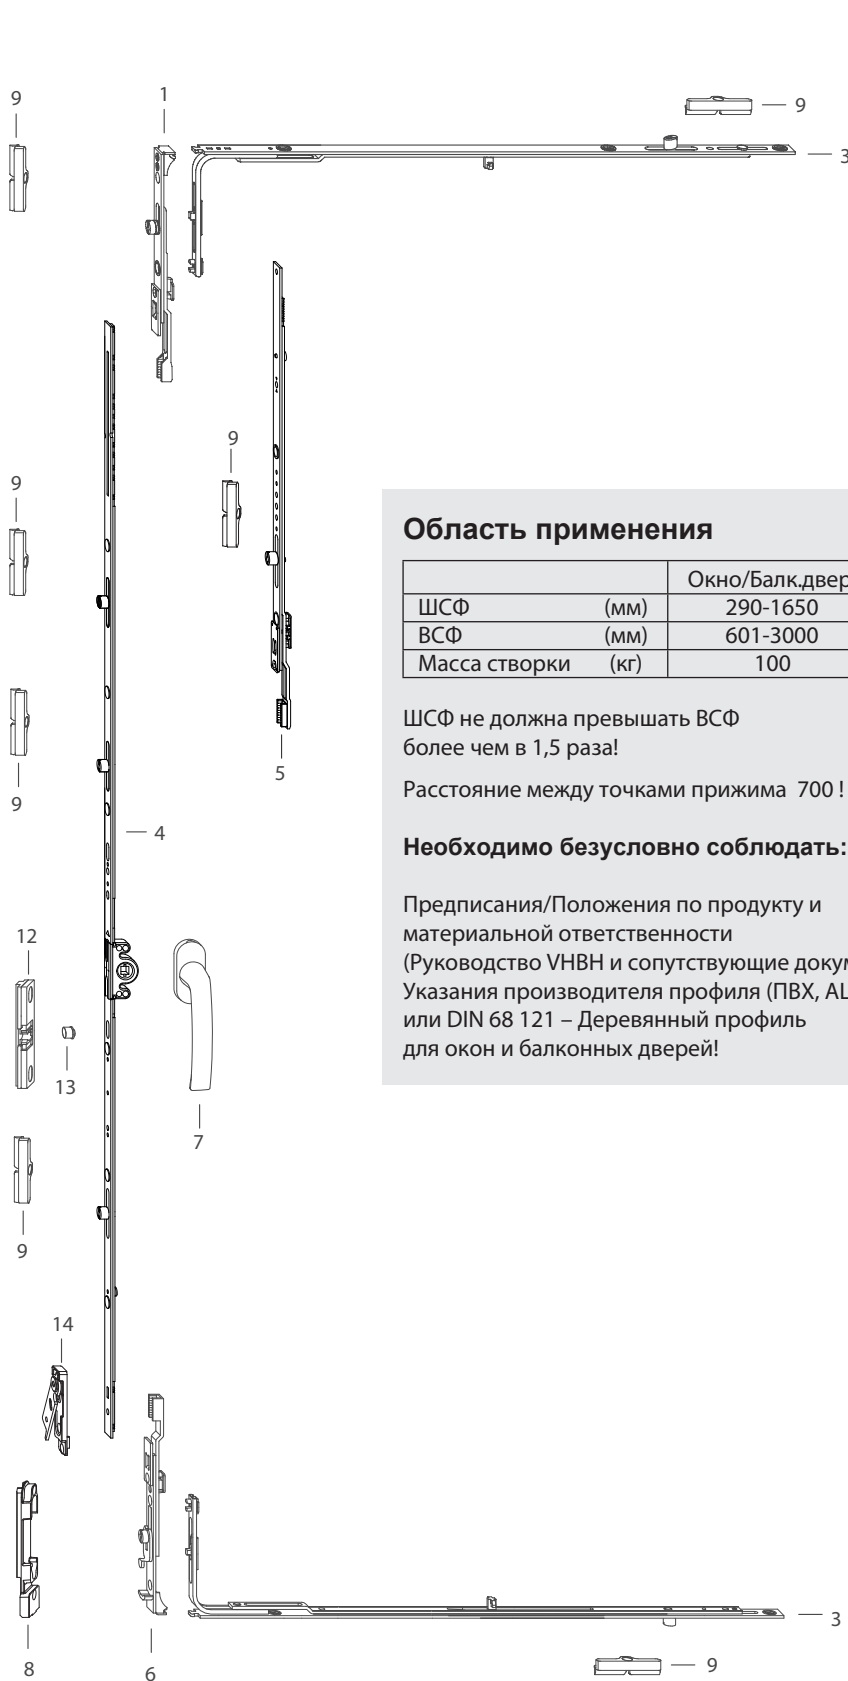 9
1
9
3
9
9
Область применения
Окно/Балк.двер
ШСФ (мм) 290-1650
ВСФ (мм) 601-3000
Масса створки (кг) 100
ШСФ не должна превышать ВСФ
более чем в 1,5 раза!
Расстояние между точками прижима 700 !
Необходимо безусловно соблюдать:
Предписания/Положения по продукту и
материальной ответственности
(Руководство VHBH и сопутствующие докум
Указания производителя профиля (ПВХ, AL
или DIN 68 121 – Деревянный профиль
для окон и балконных дверей!
5
9
4
12
13
7
9
14
3
8
6
9